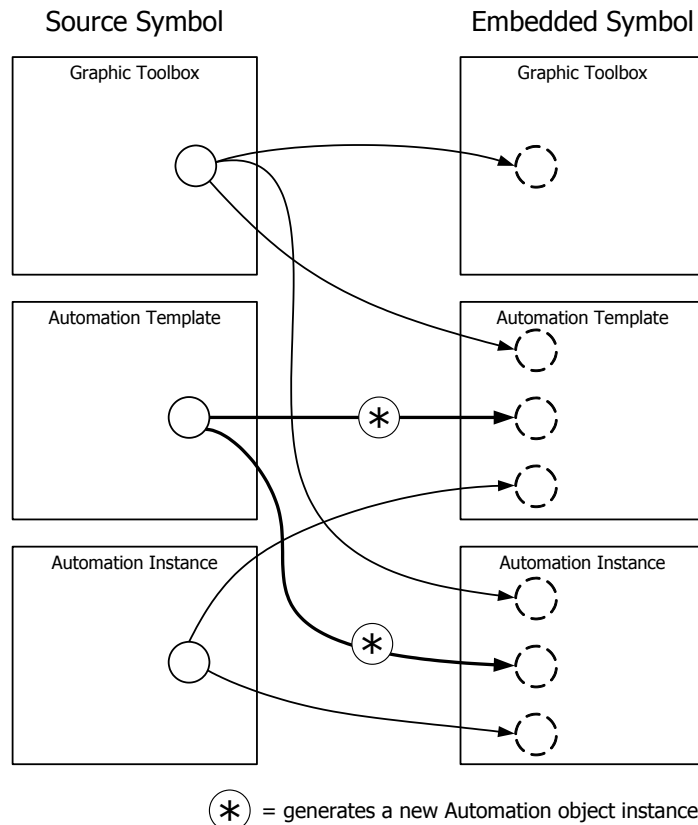 Source Symbol
Embedded Symbol
Graphic Toolbox
Graphic Toolbox
Automation Template
Automation Template
*
Automation Instance
Automation Instance
*
* = generates a new Automation object instance